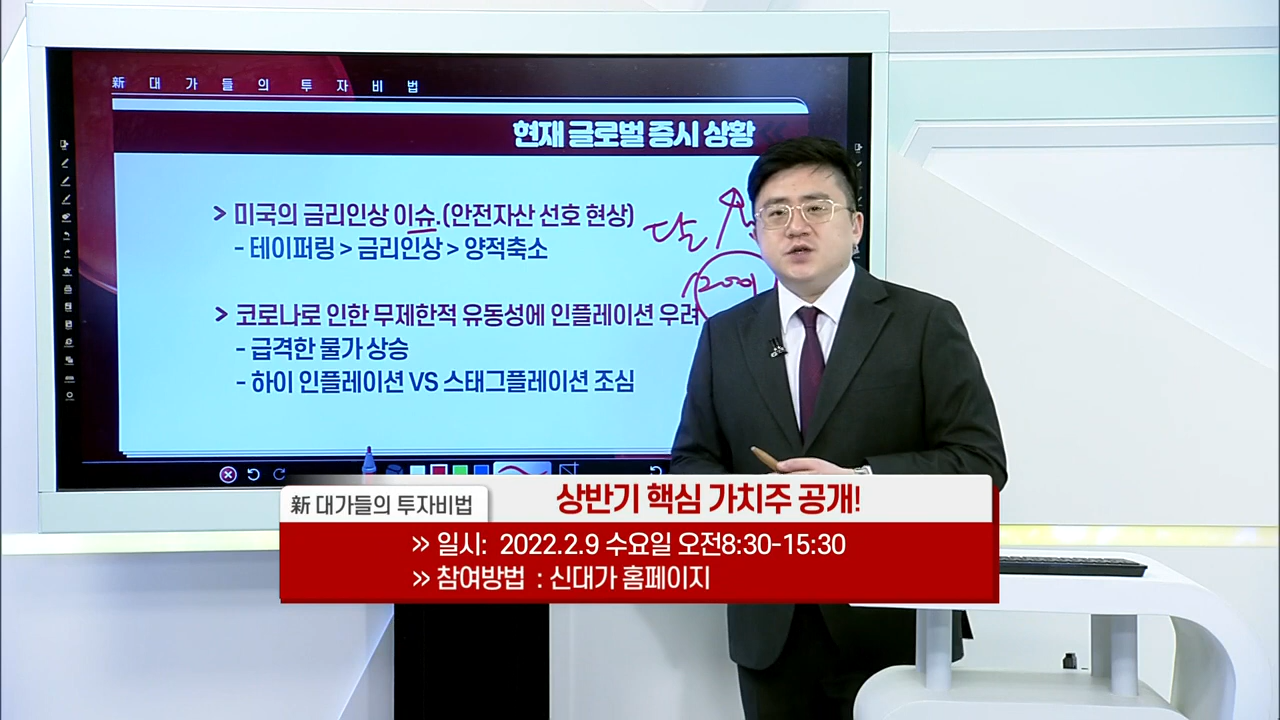 新 대 가 들 의 투 자 비 법
현재 글로벌 증시 상황
> 미국의 금리인상 이슈.(안전자산 선호 현상)
- 테이퍼링 > 금리인상 > 양적축소
달
1200
> 코로나로 인한 무제한적 유동성에 인플레이션 우려
- 급격한 물가 상승
- 하이 인플레이션 VS 스태그플레이션 조심
新 대가들의 투자비법
상반기 핵심 가치주 공개!
>> 일시: 2022.2.9 수요일 오전8:30-15:30
>> 참여방법 : 신대가 홈페이지